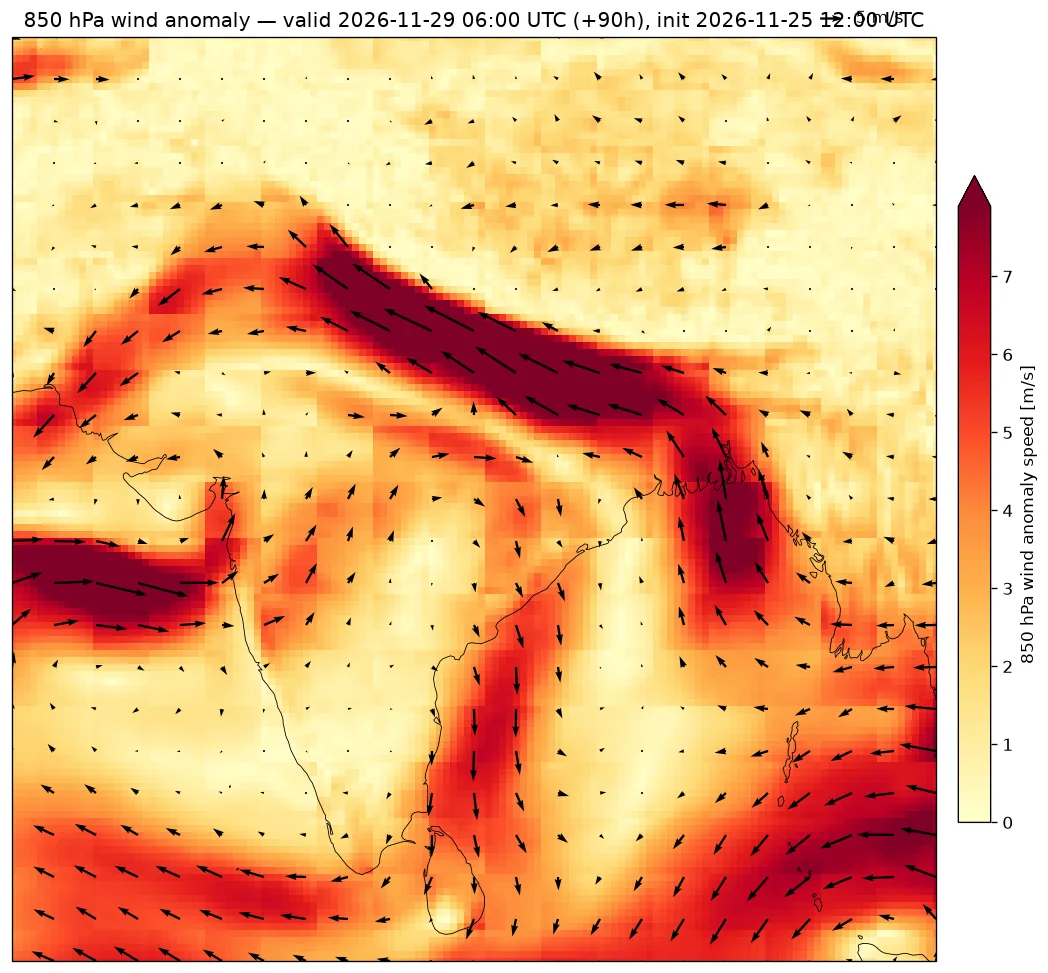 850 hPa wind anomaly — valid 2026-11-29 06:00 UTC (+90h), init 2026-11-25 12:00 UTC
5 m/s
7
6
5
4
3
2
1
0
850 hPa wind anomaly speed [m/s]